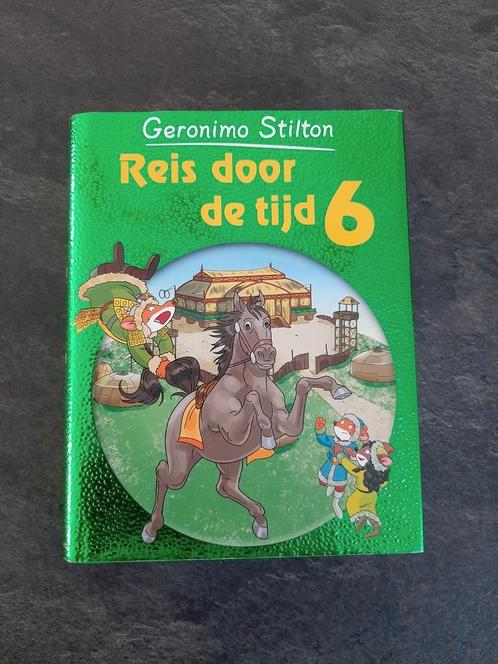 Geronimo Stilton
Reis door
de tijd 6